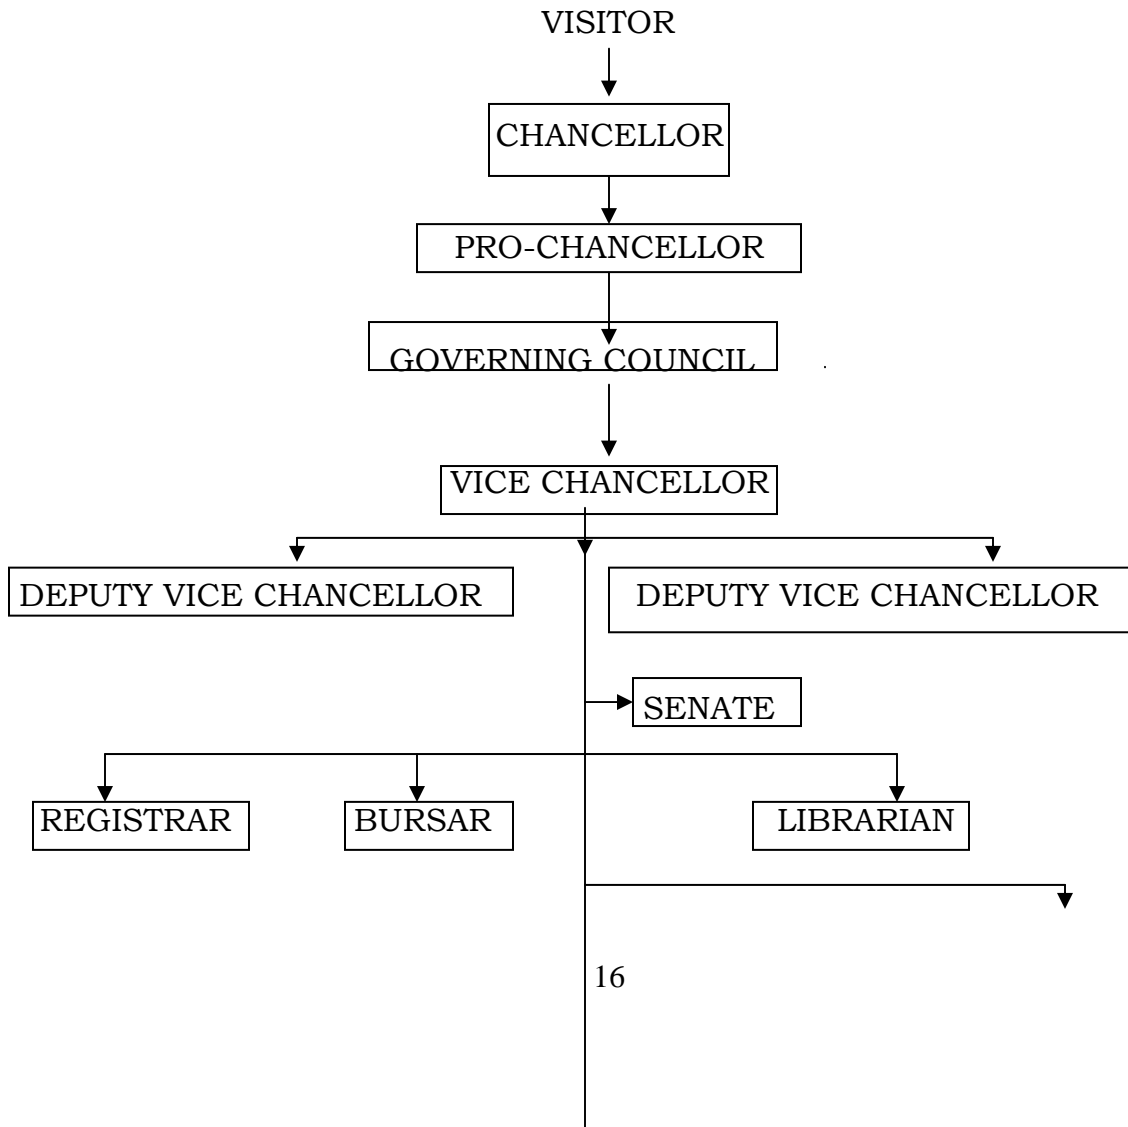 VISITOR
CHANCELLOR
PRO-CHANCELLOR
GOVERNING COUNCIL
VICE CHANCELLOR
DEPUTY VICE CHANCELLOR
DEPUTY VICE CHANCELLOR
SENATE
REGISTRAR
BURSAR
LIBRARIAN
16